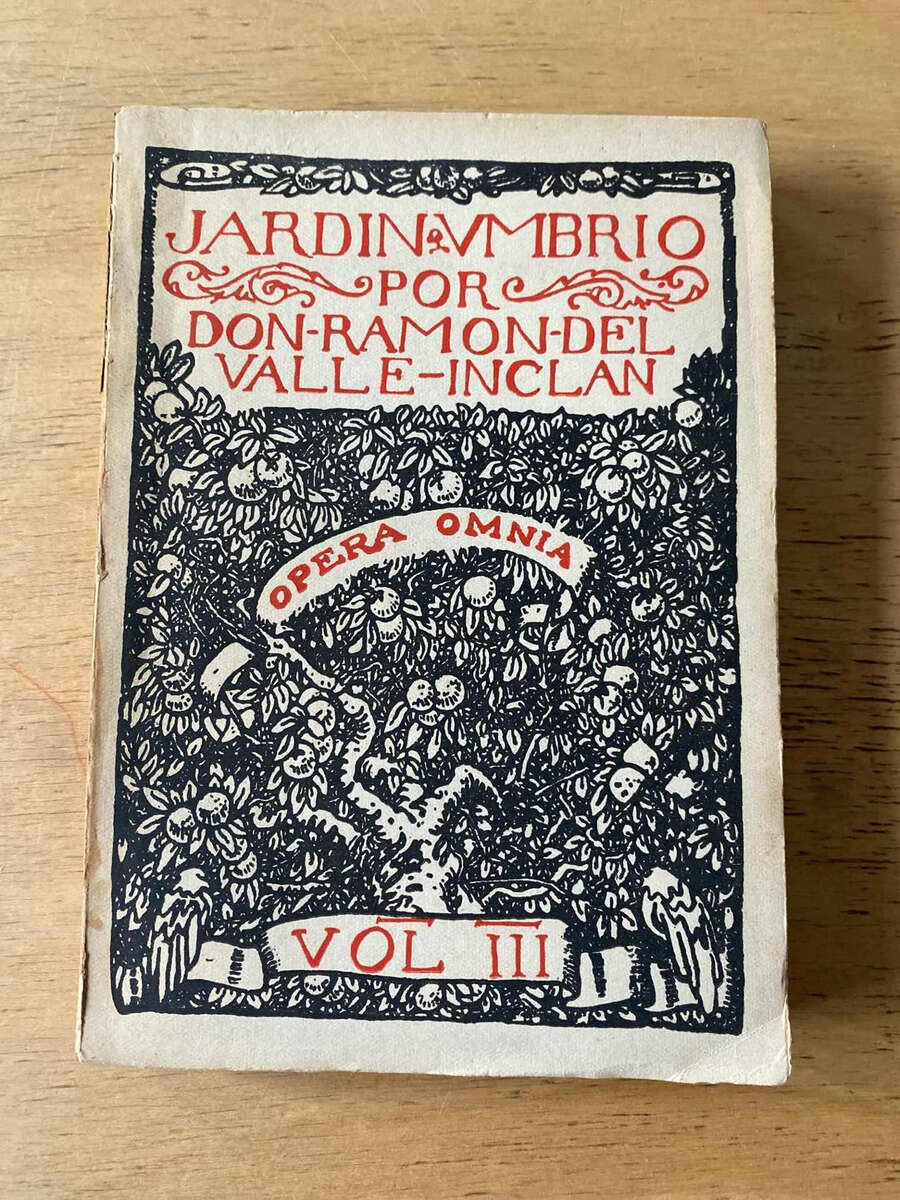 JARDIN VMBRIO
POR
DON-RAMON-DEL
VALLE-INCLAN
OPERA OMNIA
VOL III